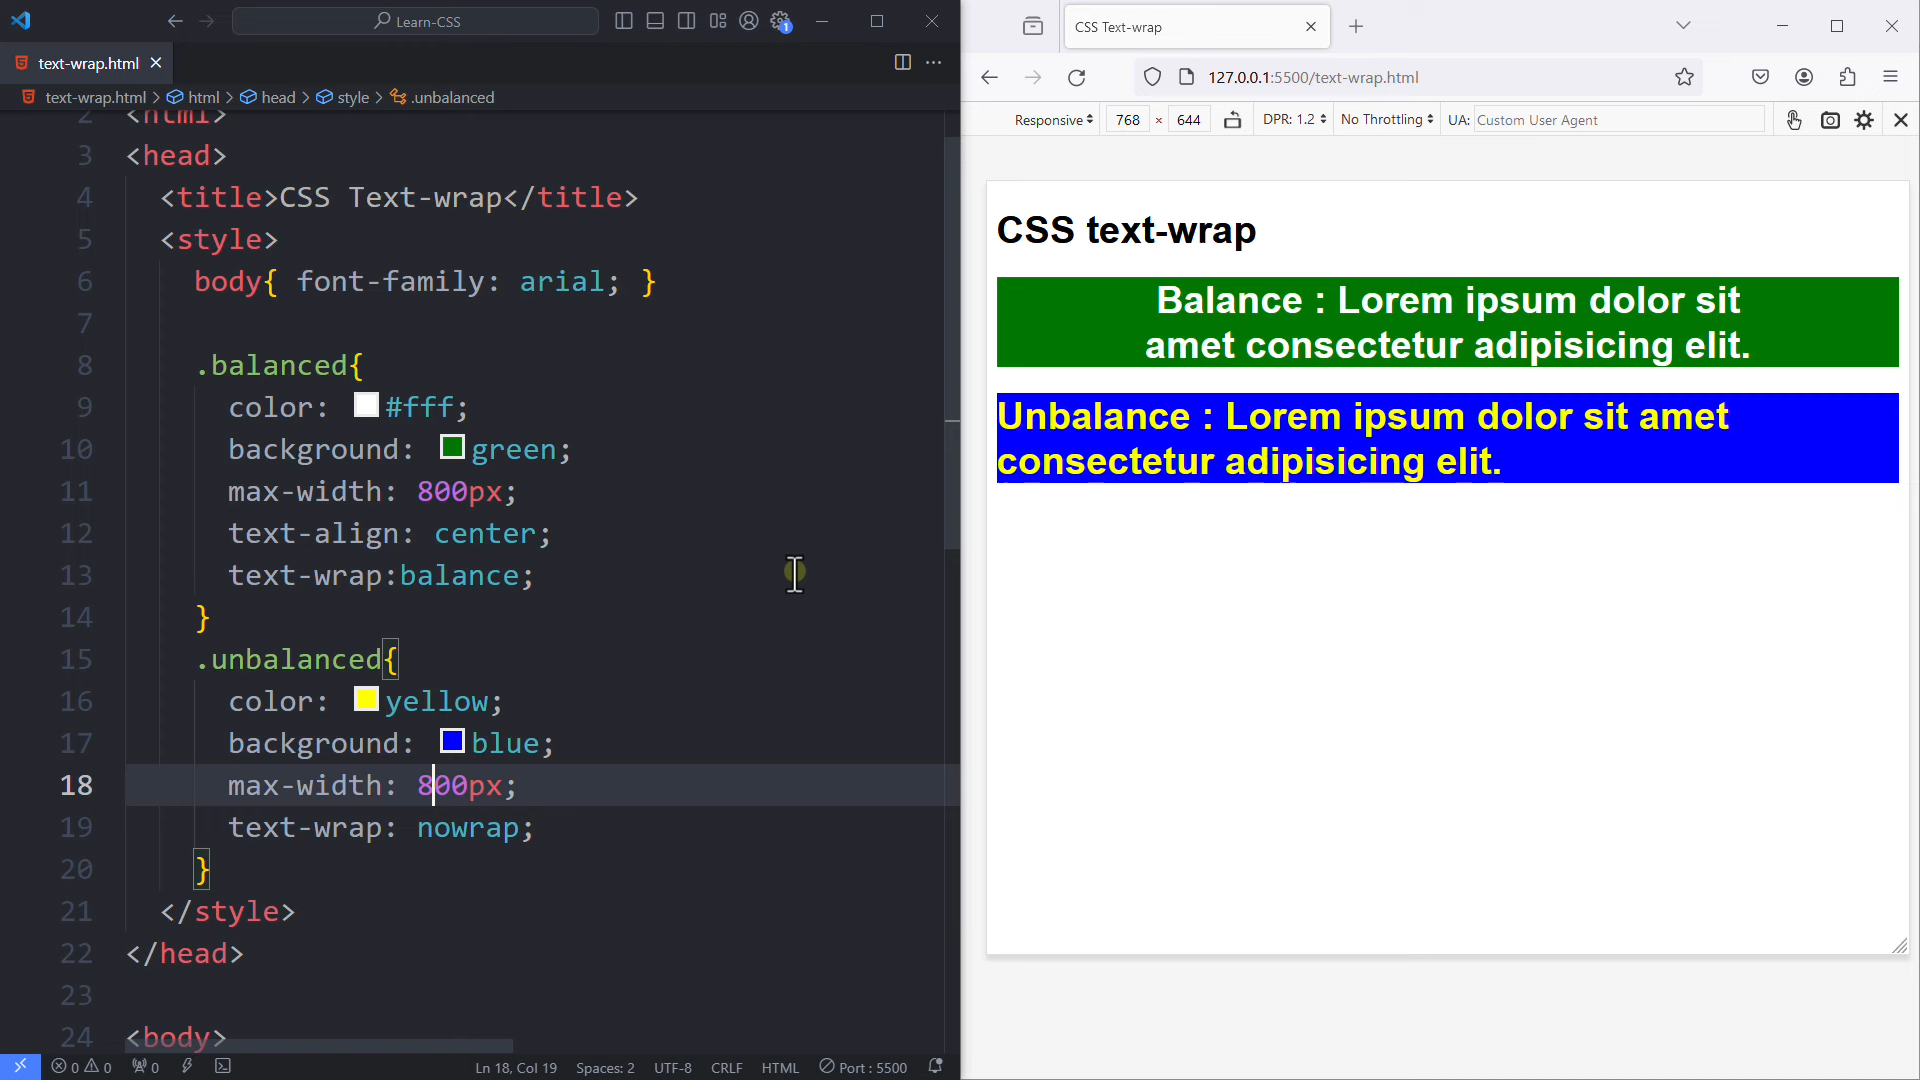 Learn-CSS
1
text-wrap.html
text-wrap.html > html > head > style > .unbalanced
2 <html>
3 <head>
4 <title>CSS Text-wrap</title>
5 <style>
6 body{ font-family: arial; }
7
8 .balanced{
9 color: #fff;
10 background: green;
11 max-width: 800px;
12 text-align: center;
13 text-wrap:balance;
14 }
15 .unbalanced{
16 color: yellow;
17 background: blue;
18 max-width: 800px;
19 text-wrap: nowrap;
20 }
21 </style>
22 </head>
23
24 <body>
0 0 0 Ln 18, Col 19 Spaces: 2 UTF-8 CRLF HTML Port : 5500
CSS Text-wrap
127.0.0.1:5500/text-wrap.html
Responsive 768 × 644 DPR: 1.2 No Throttling UA: Custom User Agent
CSS text-wrap
Balance : Lorem ipsum dolor sit
amet consectetur adipisicing elit.
Unbalance : Lorem ipsum dolor sit amet
consectetur adipisicing elit.